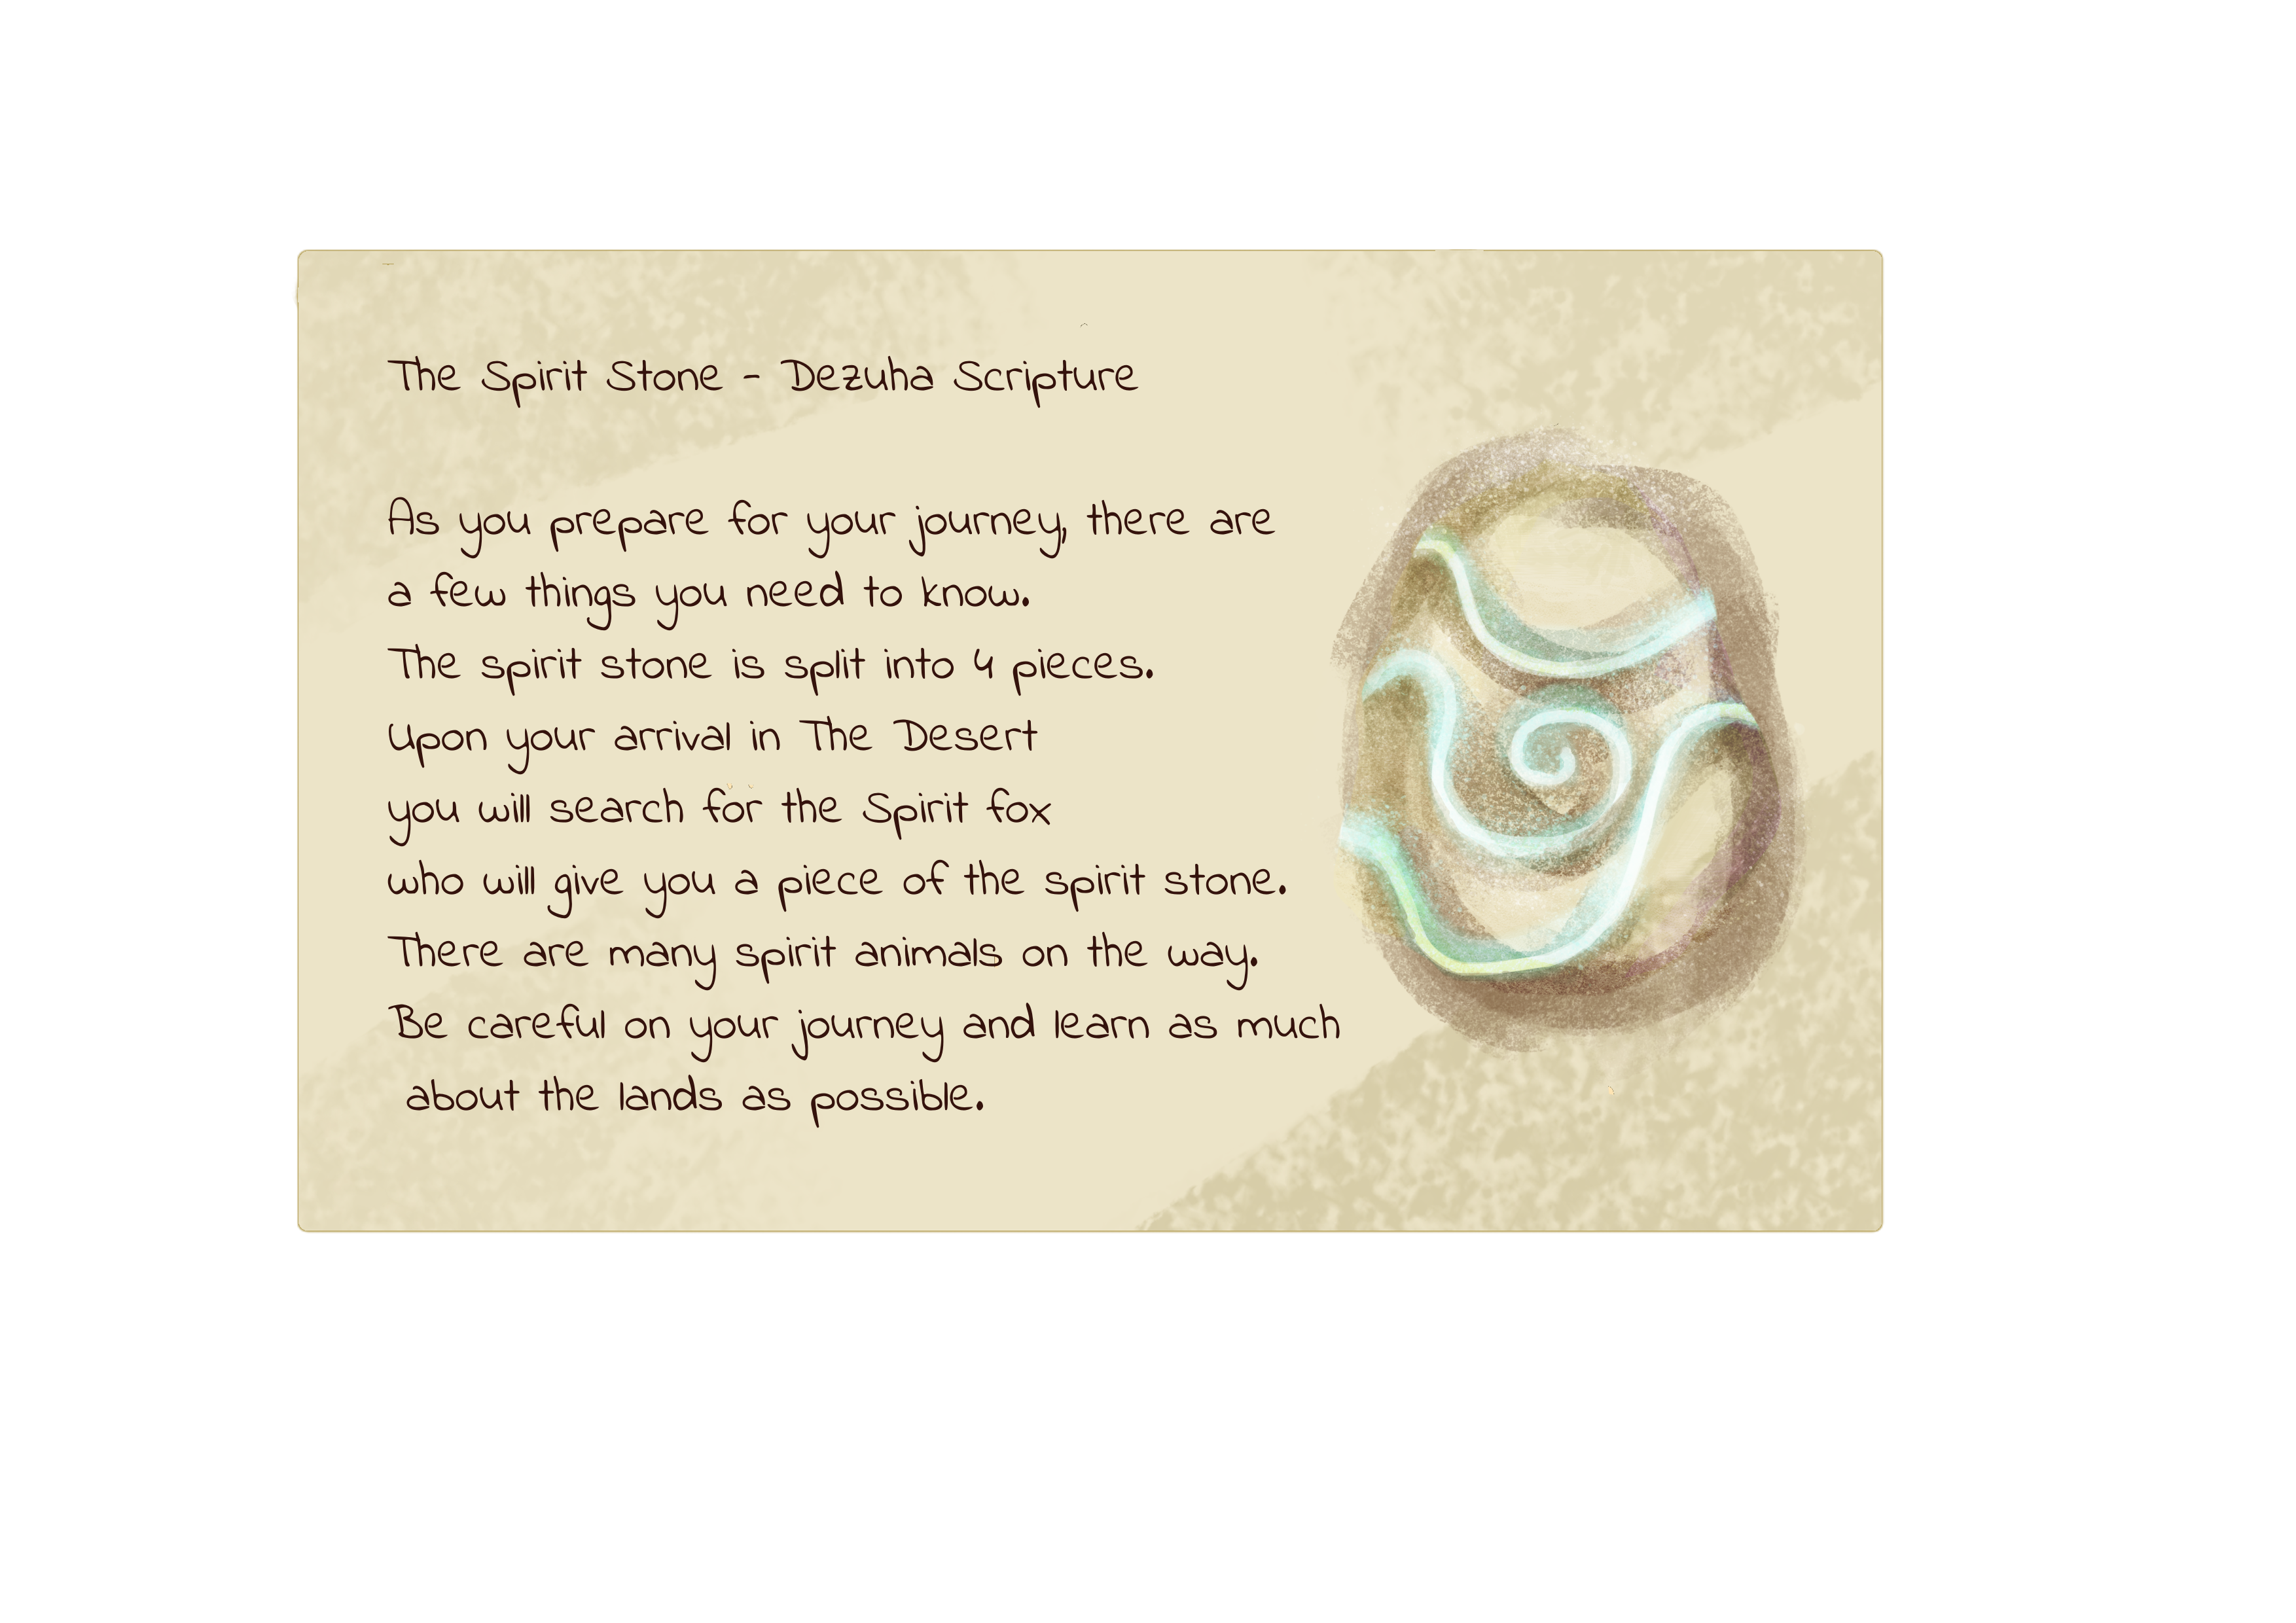 The Spirit Stone - Dezuha Scripture
As you prepare for your journey, there are
a few things you need to know.
The spirit stone is split into 4 pieces.
Upon your arrival in The Desert
you will search for the Spirit fox
who will give you a piece of the spirit stone.
There are many spirit animals on the way.
Be careful on your journey and learn as much
about the lands as possible.